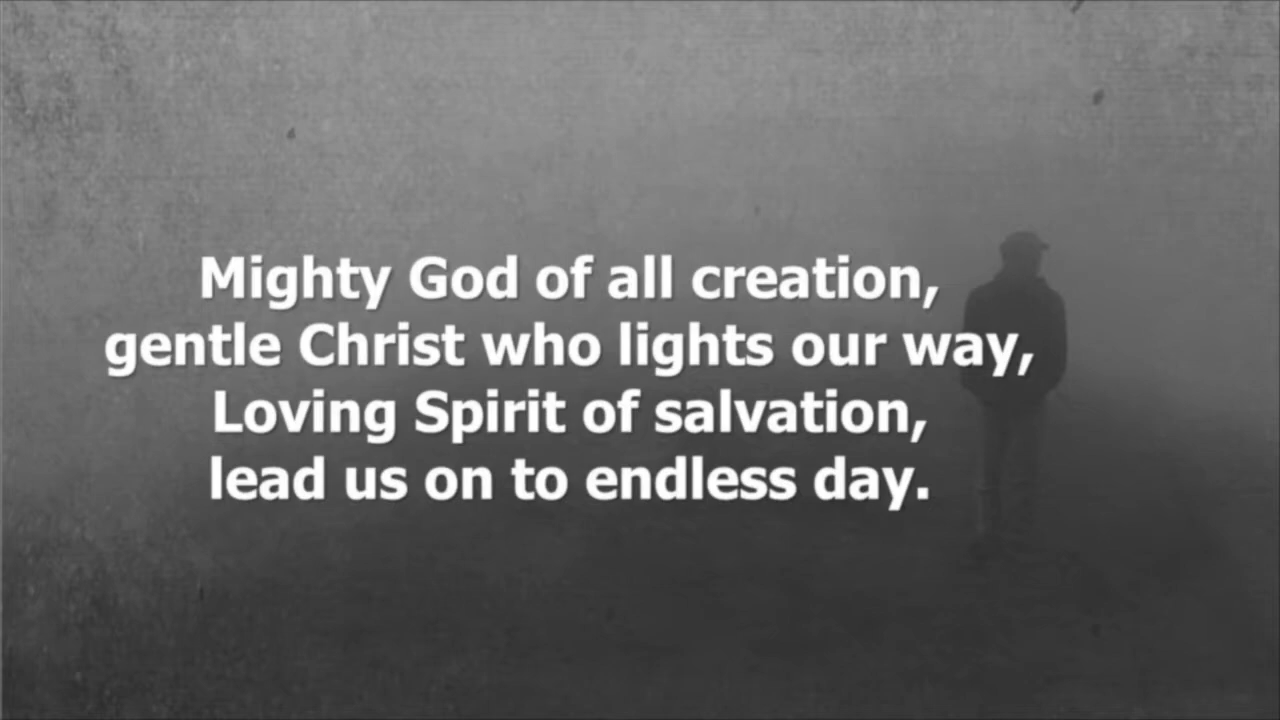 Mighty God of all creation,
gentle Christ who lights our way,
Loving Spirit of salvation,
lead us on to endless day.